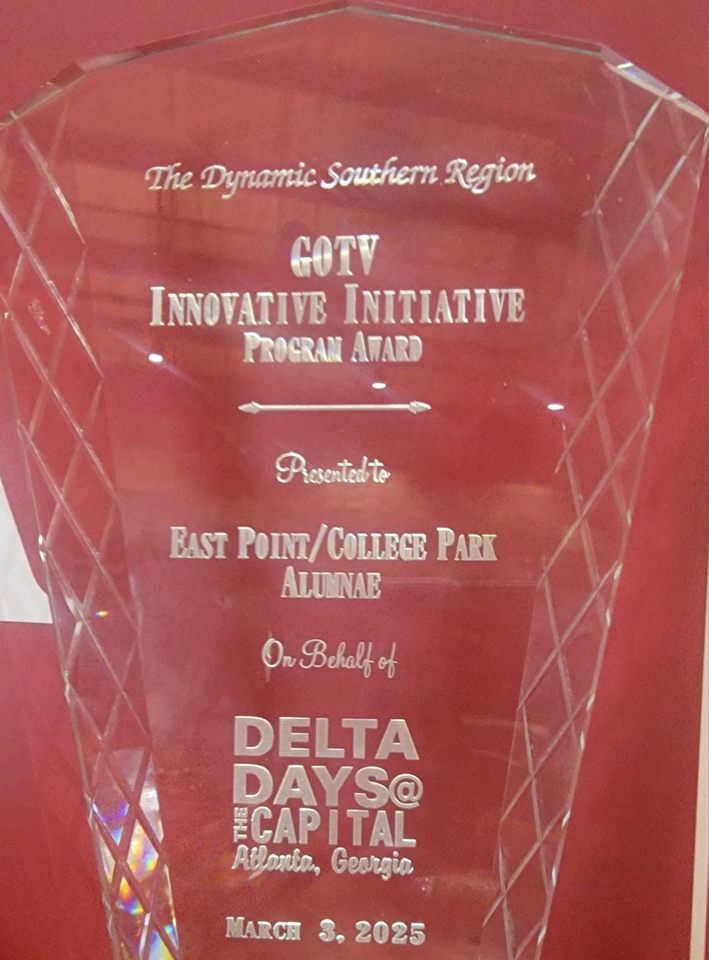 The Dynamic Southern Region
GOTV
INNOVATIVE INITIATIVE
PROGRAM AWARD
Presented to
EAST POINT/COLLEGE PARK
ALUMNAE
On Behalf of
DELTA
DAYS@
THE CAPITAL
Atlanta, Georgia
MARCH 3, 2025